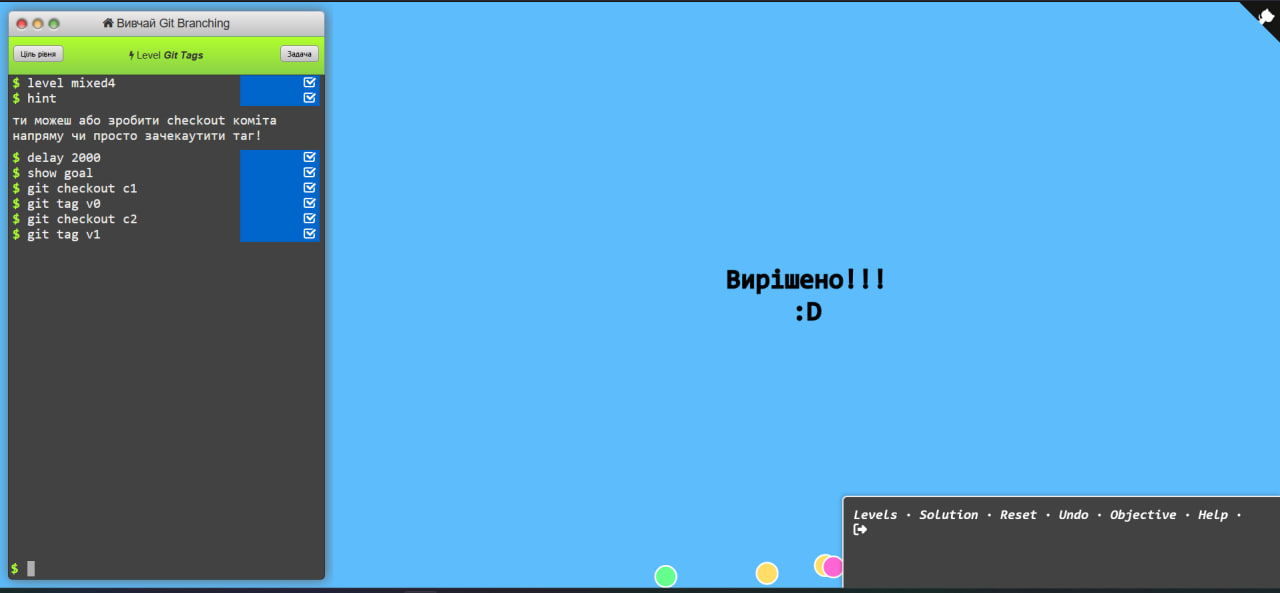 Вивчай Git Branching
Ціль рівня
Level Git Tags
Задача
$ level mixed4
$ hint
ти можеш або зробити checkout коміта
напряму чи просто зачекаутити таг!
$ delay 2000
$ show goal
$ git checkout c1
$ git tag v0
$ git checkout c2
$ git tag v1
$
Вирішено!!!
:D
Levels · Solution · Reset · Undo · Objective · Help ·